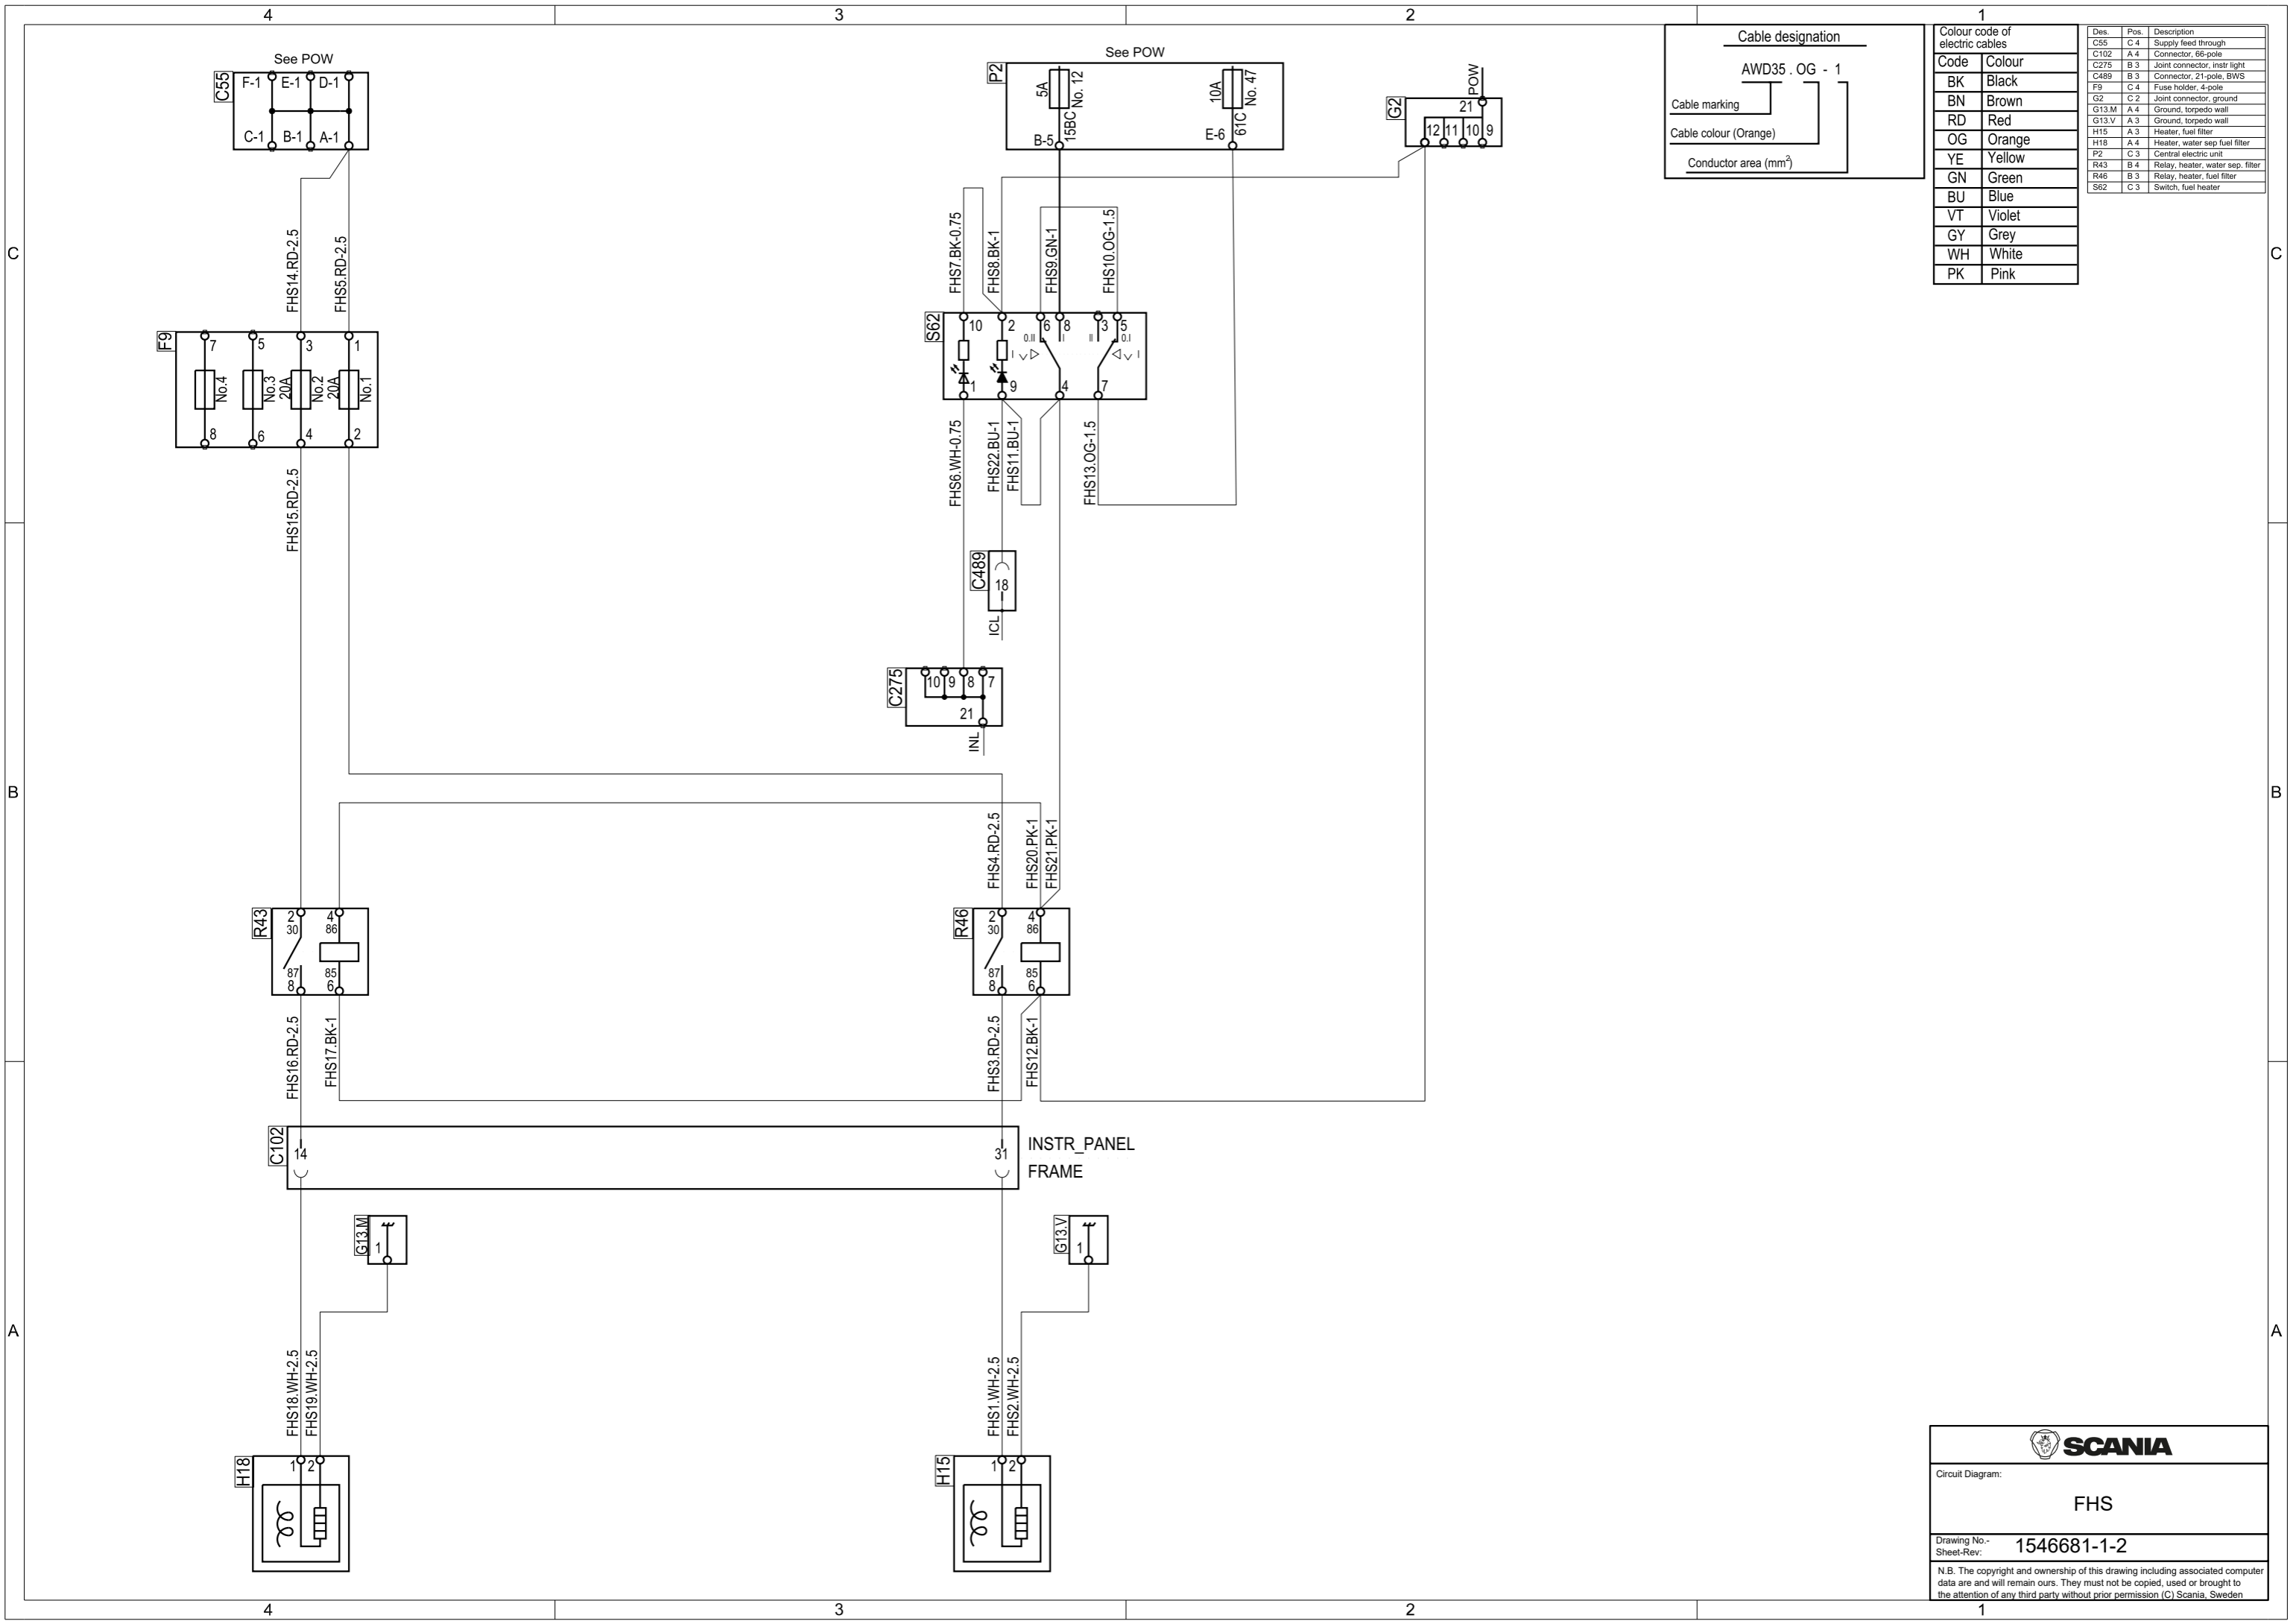 4
3
2
1
See POW
C55
F-1
E-1
D-1
C-1
B-1
A-1
See POW
P2
5A
No. 12
15BC
B-5
10A
No. 47
61C
E-6
G2
POW
21
12
11
10
9
Cable designation
AWD35 . OG - 1
Cable marking
Cable colour (Orange)
Conductor area (mm²)
Colour code of
electric cables
Code Colour
BK Black
BN Brown
RD Red
OG Orange
YE Yellow
GN Green
BU Blue
VT Violet
GY Grey
WH White
PK Pink
Des. Pos. Description
C55 C 4 Supply feed through
C102 A 4 Connector, 66-pole
C275 B 3 Joint connector, instr light
C489 B 3 Connector, 21-pole, BWS
F9 C 4 Fuse holder, 4-pole
G2 C 2 Joint connector, ground
G13.M A 4 Ground, torpedo wall
G13.V A 3 Ground, torpedo wall
H15 A 3 Heater, fuel filter
H18 A 4 Heater, water sep fuel filter
P2 C 3 Central electric unit
R43 B 4 Relay, heater, water sep. filter
R46 B 3 Relay, heater, fuel filter
S62 C 3 Switch, fuel heater
C
C
FHS14.RD-2.5
FHS5.RD-2.5
FHS7.BK-0.75
FHS8.BK-1
FHS9.GN-1
FHS10.OG-1.5
F9
7
5
3
1
No.4
No.3
20A
No.2
20A
No.1
8
6
4
2
S62
10
2
6
8
3
5
0.II
I
II
0.I
I
I
1
9
4
7
FHS15.RD-2.5
FHS6.WH-0.75
FHS22.BU-1
FHS11.BU-1
FHS13.OG-1.5
C489
18
ICL
C275
10
9
8
7
21
INL
B
B
FHS4.RD-2.5
FHS20.PK-1
FHS21.PK-1
R43
2
30
4
86
87
8
85
6
R46
2
30
4
86
87
8
85
6
FHS16.RD-2.5
FHS17.BK-1
FHS3.RD-2.5
FHS12.BK-1
C102
14
31
INSTR_PANEL
FRAME
G13.M
1
G13.V
1
A
A
FHS18.WH-2.5
FHS19.WH-2.5
FHS1.WH-2.5
FHS2.WH-2.5
H18
1
2
H15
1
2
SCANIA
Circuit Diagram:
FHS
Drawing No.-
Sheet-Rev:
1546681-1-2
N.B. The copyright and ownership of this drawing including associated computer
data are and will remain ours. They must not be copied, used or brought to
the attention of any third party without prior permission (C) Scania, Sweden
4
3
2
1